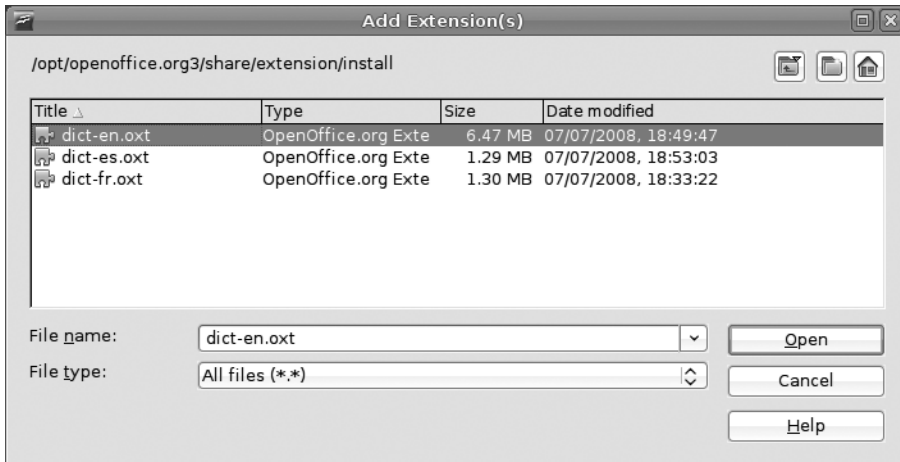 Add Extension(s)
/opt/openoffice.org3/share/extension/install
Title Type Size Date modified
dict-en.oxt OpenOffice.org Exte 6.47 MB 07/07/2008, 18:49:47
dict-es.oxt OpenOffice.org Exte 1.29 MB 07/07/2008, 18:53:03
dict-fr.oxt OpenOffice.org Exte 1.30 MB 07/07/2008, 18:33:22
File name: dict-en.oxt Open
File type: All files (*.*) Cancel
Help